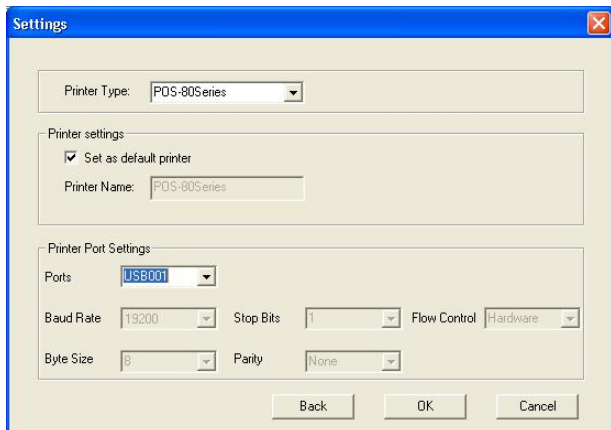 Settings
Printer Type: POS-80Series
Printer settings
Set as default printer
Printer Name: POS-80Series
Printer Port Settings
Ports USB001
Baud Rate 19200 Stop Bits 1 Flow Control Hardware
Byte Size 8 Parity None
Back OK Cancel